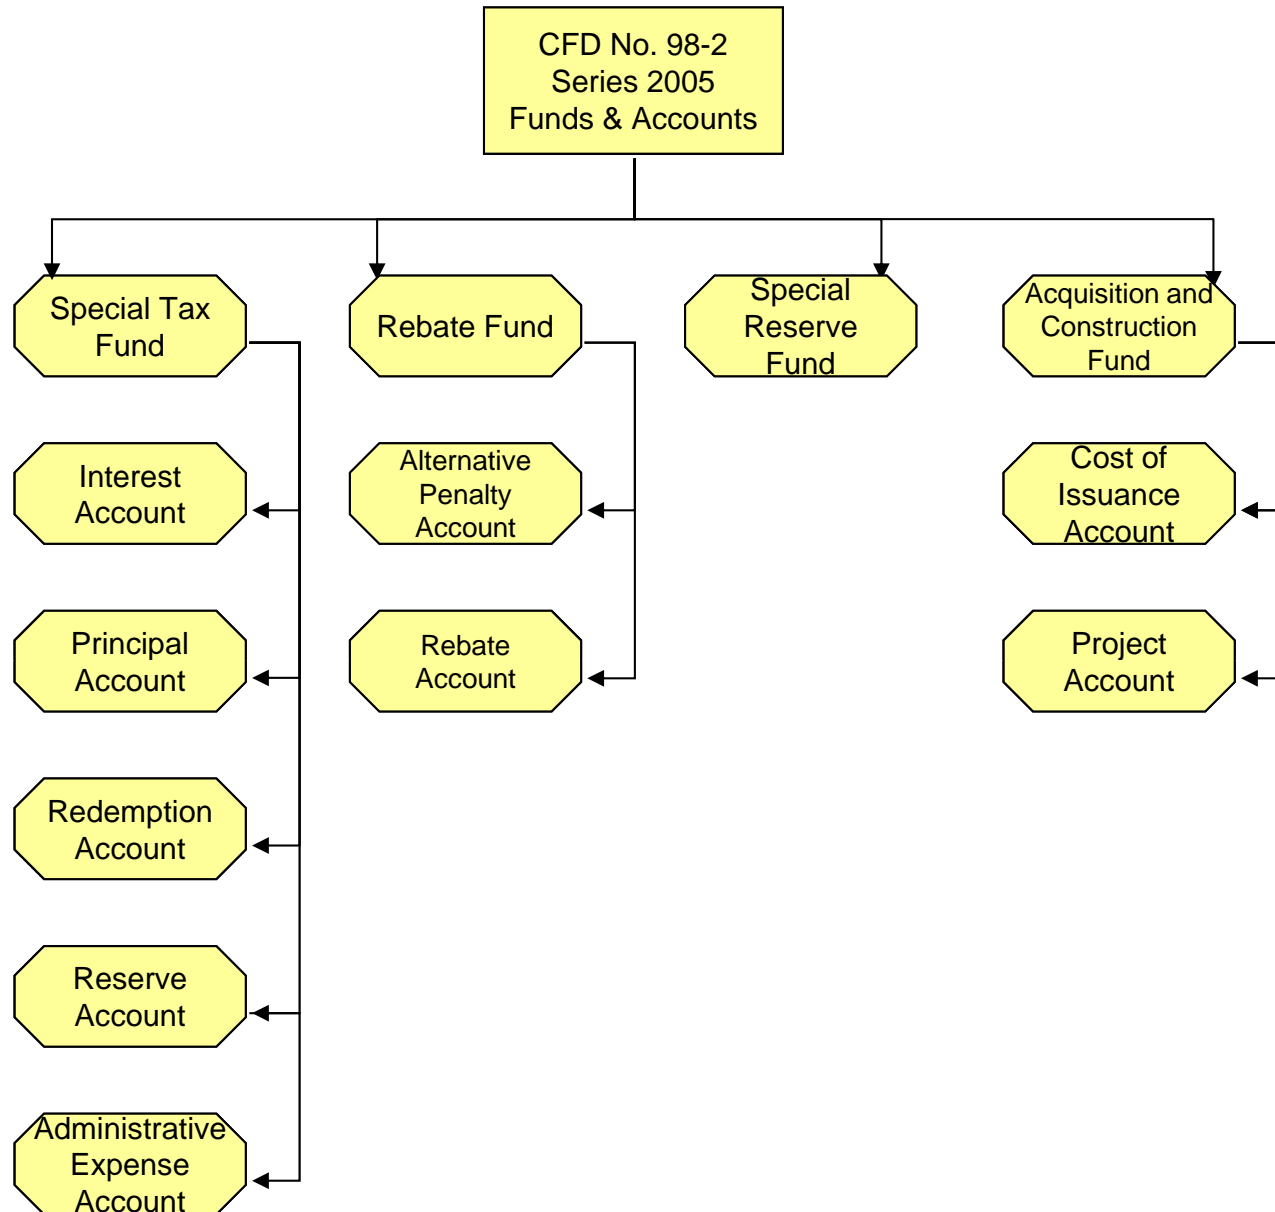 CFD No. 98-2
Series 2005
Funds & Accounts
Special Tax
Fund
Rebate Fund
Special
Reserve
Fund
Acquisition and
Construction
Fund
Interest
Account
Alternative
Penalty
Account
Cost of
Issuance
Account
Principal
Account
Rebate
Account
Project
Account
Redemption
Account
Reserve
Account
Administrative
Expense
Account